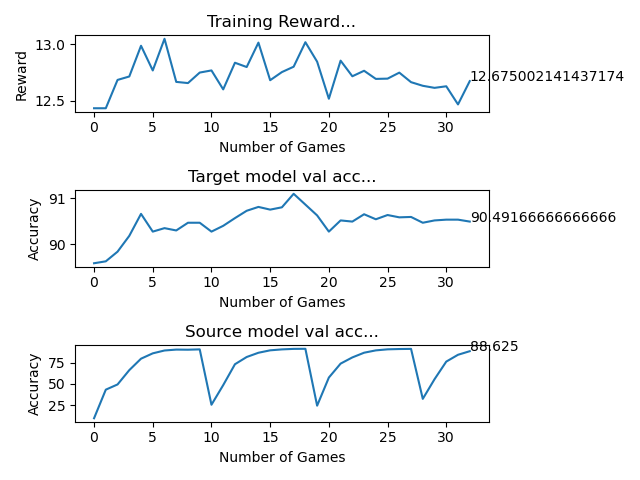 Training Reward...
Reward
13.0
12.5
12.675002141437174
0 5 10 15 20 25 30
Number of Games
Target model val acc...
Accuracy
91
90
90.49166666666666
0 5 10 15 20 25 30
Number of Games
Source model val acc...
Accuracy
75
50
25
88.625
0 5 10 15 20 25 30
Number of Games